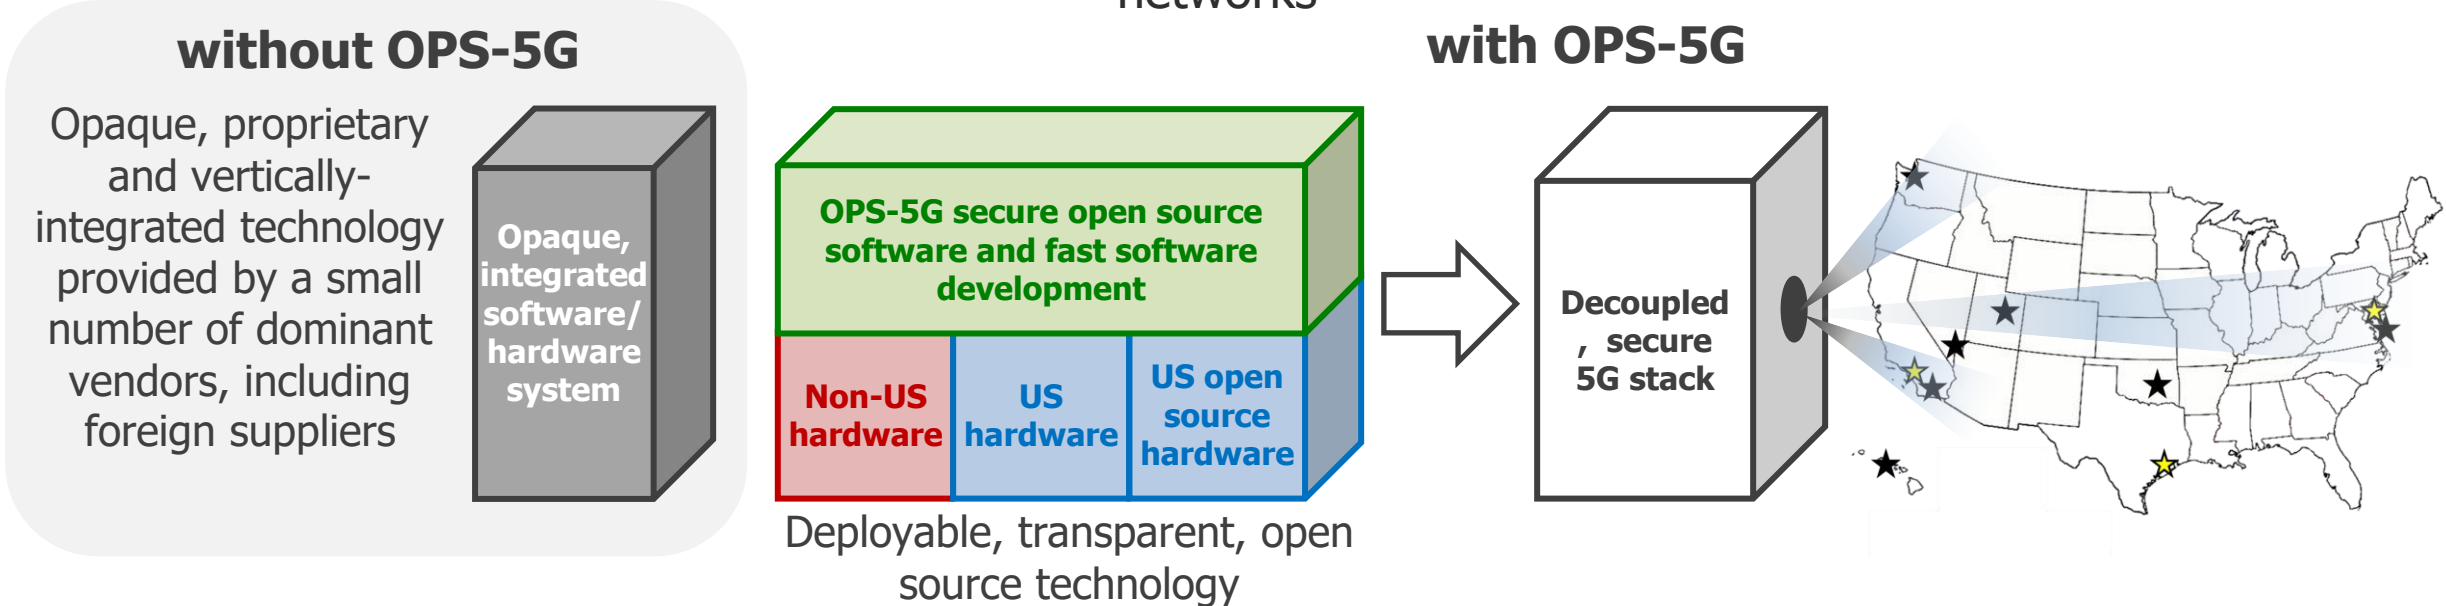 networks
without OPS-5G
with OPS-5G
Opaque, proprietary
and vertically-
integrated technology
provided by a small
number of dominant
vendors, including
foreign suppliers
Opaque,
integrated
software/
hardware
system
OPS-5G secure open source
software and fast software
development
Non-US
hardware
US
hardware
US open
source
hardware
Deployable, transparent, open
source technology
Decoupled
, secure
5G stack